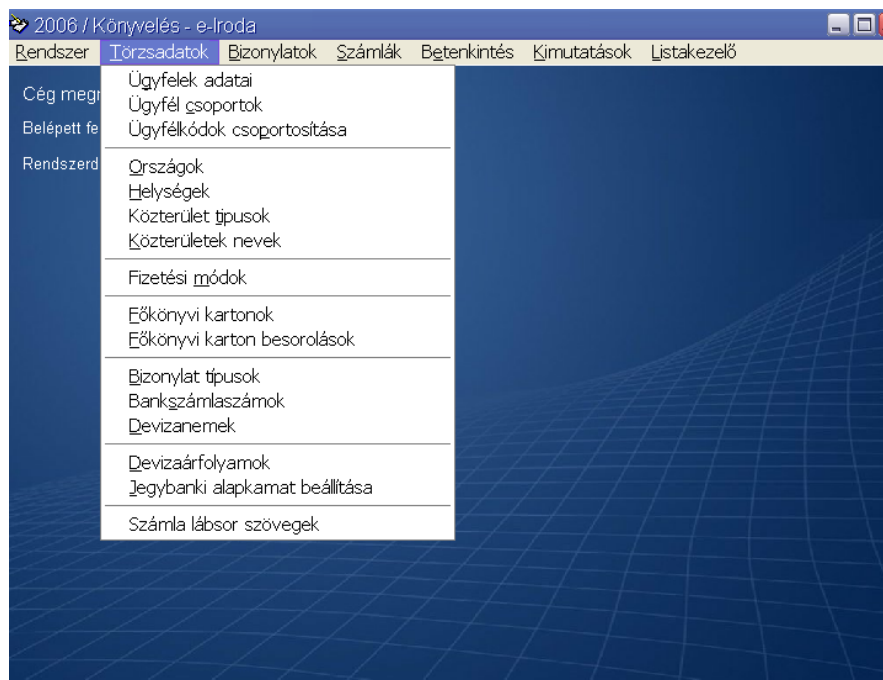 2006 / Könyvelés - e-Iroda
Rendszer Törzsadatok Bizonylatok Számlák Betenkintés Kimutatások Listakezelő
Cég
Belépett
Ügyfelek adatai
Ügyfél csoportok
Ügyfélkódok csoportosítása
Országok
Helységek
Közterület tipusok
Közterületek nevek
Fizetési módok
Főkönyvi kartonok
Főkönyvi karton besorolások
Bizonylat típusok
Bankszámlaszámok
Devizanemek
Devizaárfolyamok
Jegybanki alapkamat beállítása
Számla lábsor szövegek